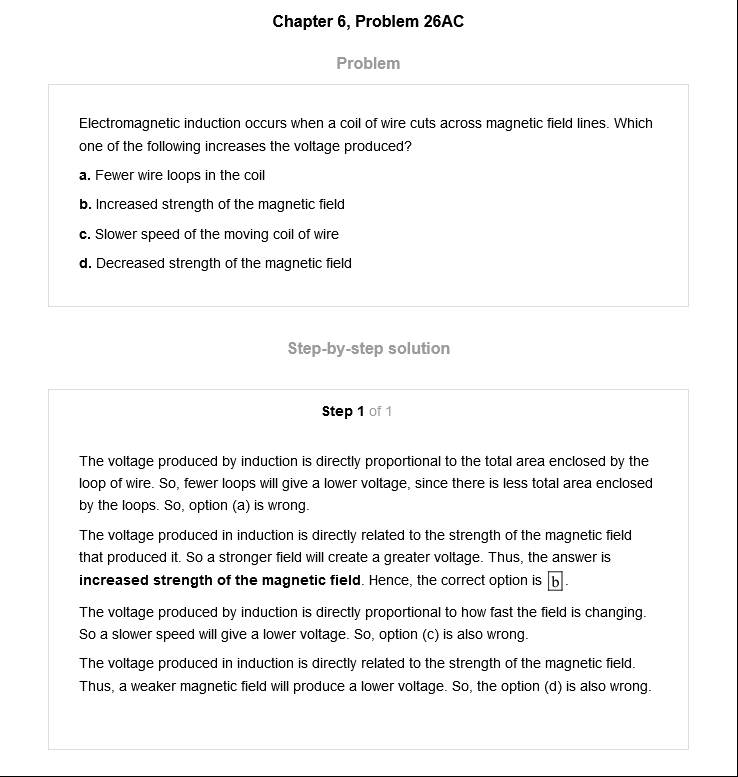 Chapter 6, Problem 26AC
Problem
Electromagnetic induction occurs when a coil of wire cuts across magnetic field lines. Which
one of the following increases the voltage produced?
a. Fewer wire loops in the coil
b. Increased strength of the magnetic field
c. Slower speed of the moving coil of wire
d. Decreased strength of the magnetic field
Step-by-step solution
Step 1 of 1
The voltage produced by induction is directly proportional to the total area enclosed by the
loop of wire. So, fewer loops will give a lower voltage, since there is less total area enclosed
by the loops. So, option (a) is wrong.
The voltage produced in induction is directly related to the strength of the magnetic field
that produced it. So a stronger field will create a greater voltage. Thus, the answer is
increased strength of the magnetic field. Hence, the correct option is b.
The voltage produced by induction is directly proportional to how fast the field is changing.
So a slower speed will give a lower voltage. So, option (c) is also wrong.
The voltage produced in induction is directly related to the strength of the magnetic field.
Thus, a weaker magnetic field will produce a lower voltage. So, the option (d) is also wrong.